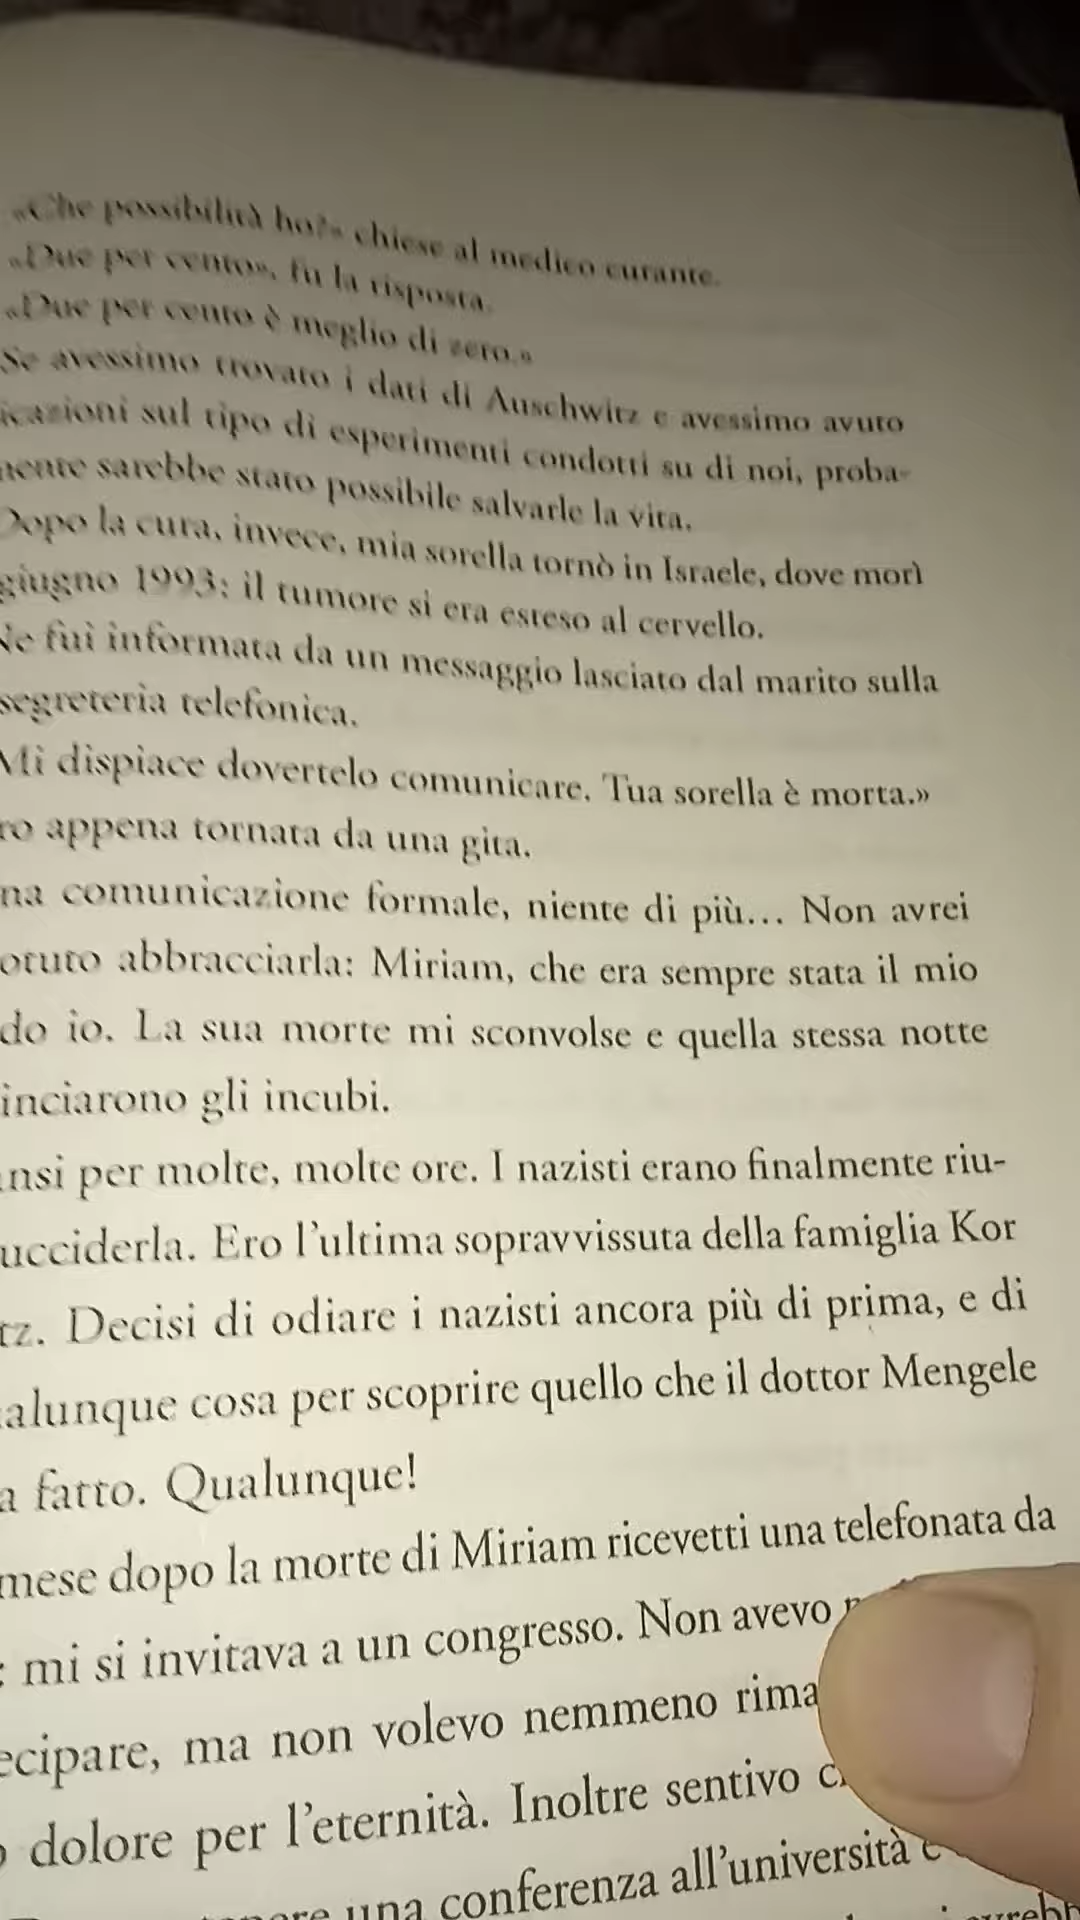 «Che possibilità ho?» chiese al medico curante.
«Due per cento», fu la risposta.
«Due per cento è meglio di zero.»
Se avessimo trovato i dati di Auschwitz e avessimo avuto
icazioni sul tipo di esperimenti condotti su di noi, proba-
mente sarebbe stato possibile salvarle la vita.
Dopo la cura, invece, mia sorella tornò in Israele, dove morì
giugno 1993: il tumore si era esteso al cervello.
Ne fui informata da un messaggio lasciato dal marito sulla
segreteria telefonica.
Mi dispiace dovertelo comunicare. Tua sorella è morta.»
ro appena tornata da una gita.
na comunicazione formale, niente di più... Non avrei
otuto abbracciarla: Miriam, che era sempre stata il mio
do io. La sua morte mi sconvolse e quella stessa notte
inciarono gli incubi.
nsi per molte, molte ore. I nazisti erano finalmente riu-
ucciderla. Ero l'ultima sopravvissuta della famiglia Kor
tz. Decisi di odiare i nazisti ancora più di prima, e di
alunque cosa per scoprire quello che il dottor Mengele
a fatto. Qualunque!
mese dopo la morte di Miriam ricevetti una telefonata da
: mi si invitava a un congresso. Non avevo
ecipare, ma non volevo nemmeno rima
o dolore per l'eternità. Inoltre sentivo
una conferenza all'università